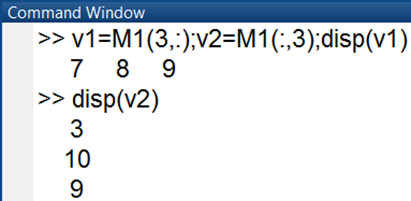 Command Window
>> v1=M1(3,:);v2=M1(:,3);disp(v1)
7 8 9
>> disp(v2)
3
10
9